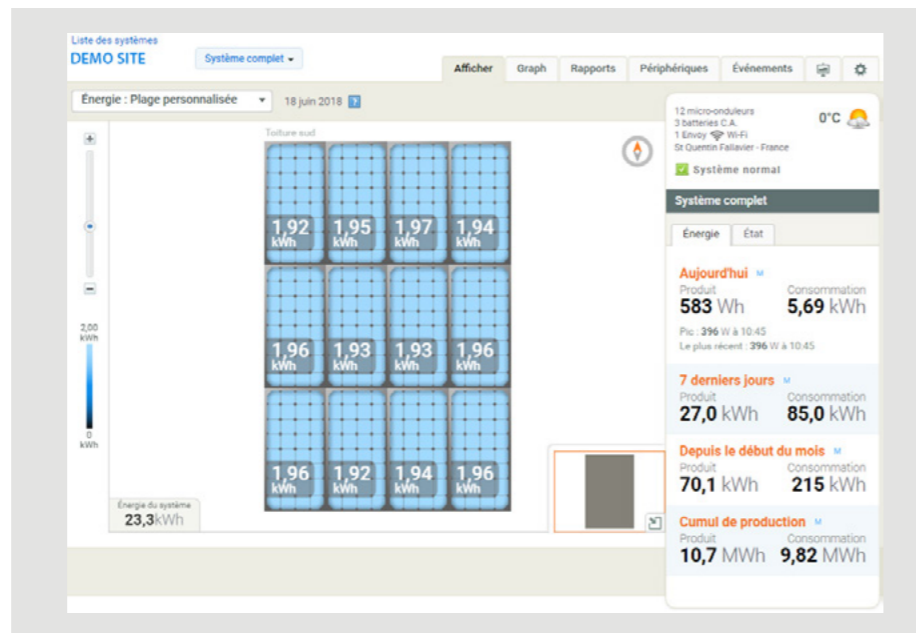 Liste des systèmes
DEMO SITE
Système complet
Afficher Graph Rapports Périphériques Événements
Énergie : Plage personnalisée
18 juin 2018 ?
Toiture sud
1,92 kWh 1,95 kWh 1,97 kWh 1,94 kWh
1,96 kWh 1,93 kWh 1,93 kWh 1,96 kWh
1,96 kWh 1,92 kWh 1,94 kWh 1,96 kWh
2,00
kWh
0
kWh
Énergie du système
23,3kWh
12 micro-onduleurs
3 batteries C.A.
1 Envoy Wi-Fi
St Quentin Fallavier - France
0°C
Système normal
Système complet
Énergie État
Aujourd'hui M
Produit Consommation
583 Wh 5,69 kWh
Pic : 396 W à 10:45
Le plus récent : 396 W à 10:45
7 derniers jours M
Produit Consommation
27,0 kWh 85,0 kWh
Depuis le début du mois M
Produit Consommation
70,1 kWh 215 kWh
Cumul de production M
Produit Consommation
10,7 MWh 9,82 MWh